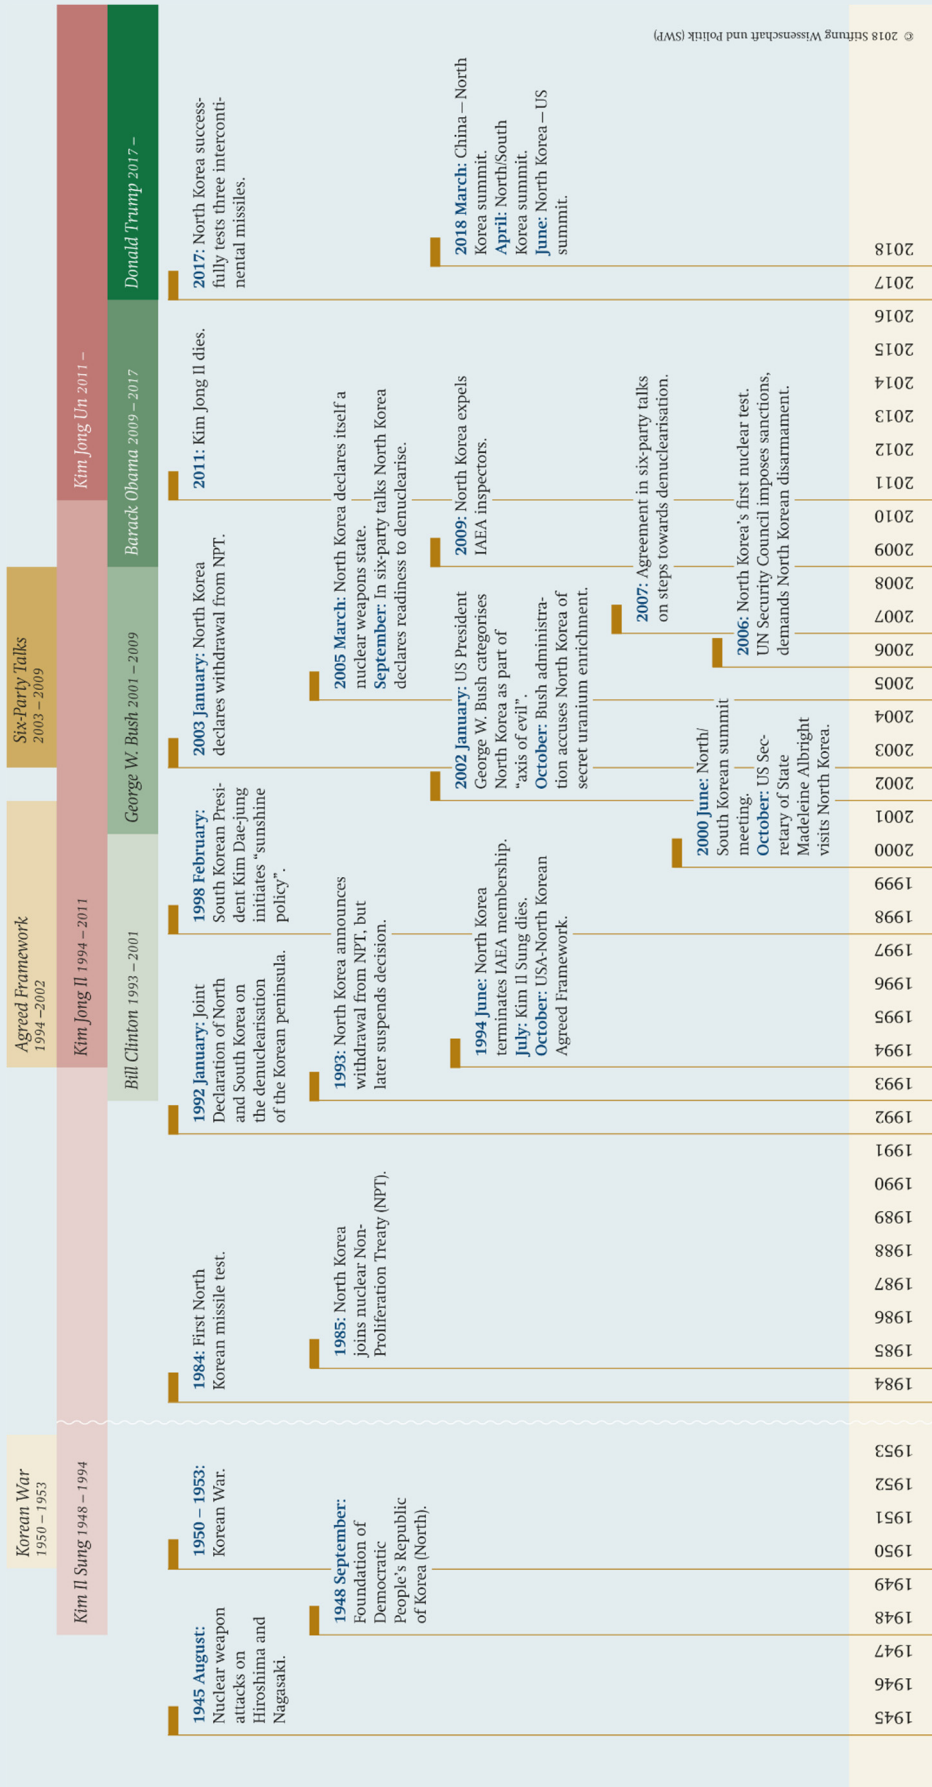 Korean War
1950 – 1953
Agreed Framework
1994 –2002
Six-Party Talks
2003 – 2009
Kim Il Sung 1948 – 1994
Kim Jong Il 1994 – 2011
Kim Jong Un 2011 –
Bill Clinton 1993 – 2001
George W. Bush 2001 – 2009
Barack Obama 2009 – 2017
Donald Trump 2017 –
1945 August:
Nuclear weapon
attacks on
Hiroshima and
Nagasaki.
1948 September:
Foundation of
Democratic
People’s Republic
of Korea (North).
1950 – 1953:
Korean War.
1984: First North
Korean missile test.
1985: North Korea
joins nuclear Non-
Proliferation Treaty (NPT).
1992 January: Joint
Declaration of North
and South Korea on
the denuclearisation
of the Korean peninsula.
1993: North Korea announces
withdrawal from NPT, but
later suspends decision.
1994 June: North Korea
terminates IAEA membership.
July: Kim Il Sung dies.
October: USA-North Korean
Agreed Framework.
1998 February:
South Korean Presi-
dent Kim Dae-jung
initiates “sunshine
policy”.
2000 June: North/
South Korean summit
meeting.
October: US Sec-
retary of State
Madeleine Albright
visits North Korea.
2002 January: US President
George W. Bush categorises
North Korea as part of
“axis of evil”.
October: Bush administra-
tion accuses North Korea of
secret uranium enrichment.
2003 January: North Korea
declares withdrawal from NPT.
2005 March: North Korea declares itself a
nuclear weapons state.
September: In six-party talks North Korea
declares readiness to denuclearise.
2006: North Korea’s first nuclear test.
UN Security Council imposes sanctions,
demands North Korean disarmament.
2007: Agreement in six-party talks
on steps towards denuclearisation.
2009: North Korea expels
IAEA inspectors.
2011: Kim Jong Il dies.
2017: North Korea success-
fully tests three interconti-
nental missiles.
2018 March: China – North
Korea summit.
April: North/South
Korea summit.
June: North Korea – US
summit.
1945
1946
1947
1948
1949
1950
1951
1952
1953
1984
1985
1986
1987
1988
1989
1990
1991
1992
1993
1994
1995
1996
1997
1998
1999
2000
2001
2002
2003
2004
2005
2006
2007
2008
2009
2010
2011
2012
2013
2014
2015
2016
2017
2018
© 2018 Stiftung Wissenschaft und Politik (SWP)